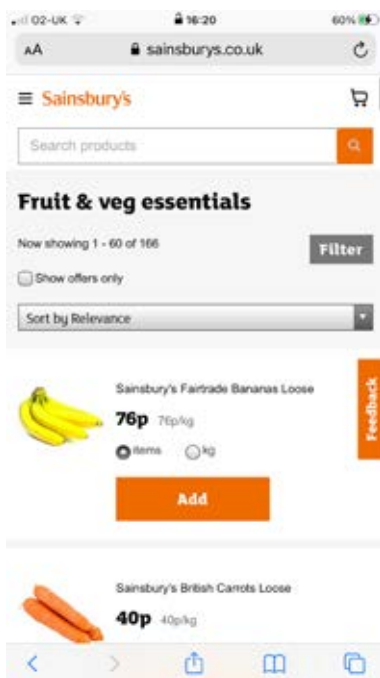 O2-UK 16:20 60%
AA sainsburys.co.uk
Sainsbury's
Search products
Fruit & veg essentials
Now showing 1 - 60 of 166
Filter
Show offers only
Sort by Relevance
Feedback
Sainsbury's Fairtrade Bananas Loose
76p 76p/kg
items kg
Add
Sainsbury's British Carrots Loose
40p 40p/kg